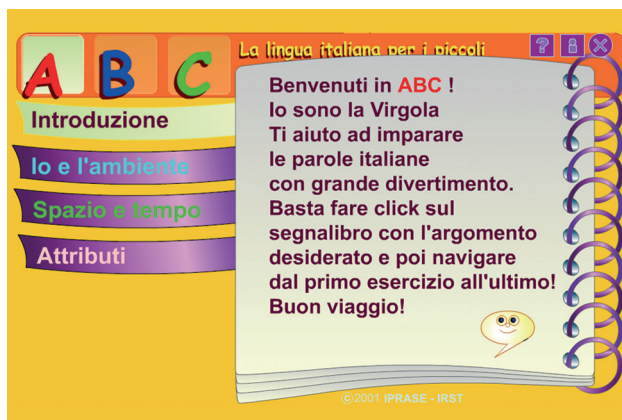 La lingua italiana per i piccoli
?
i
A B C
Introduzione
Io e l'ambiente
Spazio e tempo
Attributi
Benvenuti in ABC !
Io sono la Virgola
Ti aiuto ad imparare
le parole italiane
con grande divertimento.
Basta fare click sul
segnalibro con l'argomento
desiderato e poi navigare
dal primo esercizio all'ultimo!
Buon viaggio!
©2001 IPRASE - IRST